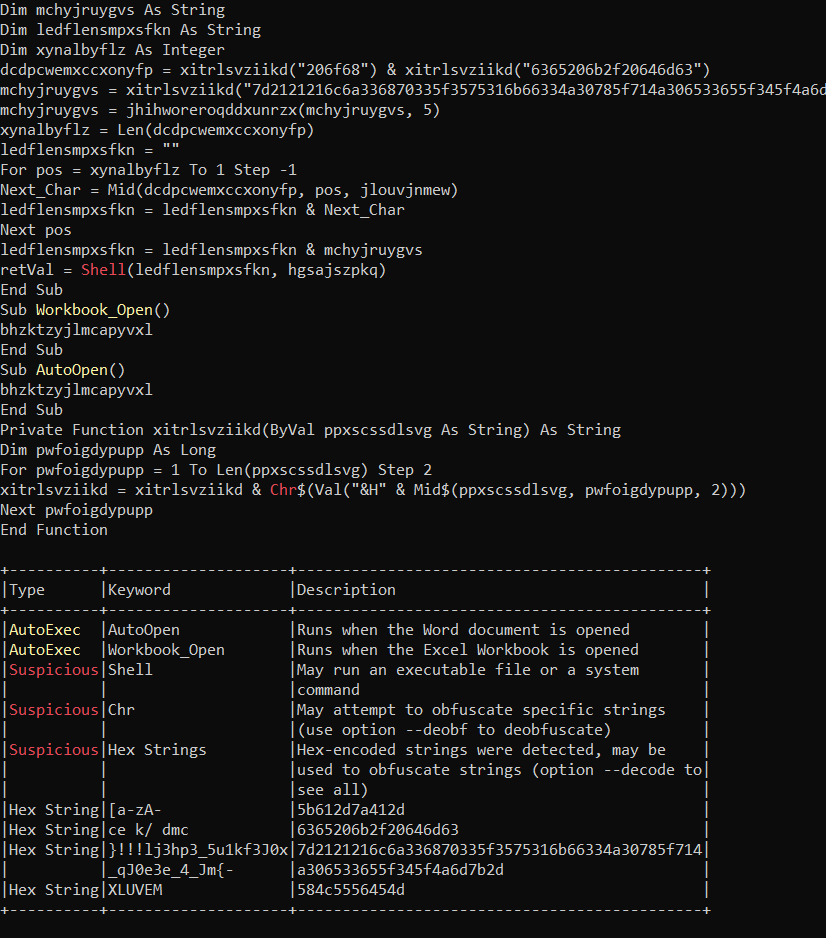 Dim mchyjruygvs As String
Dim ledflensmpxsfkn As String
Dim xynalbyflz As Integer
dcdpcwemxccxonyfp = xitrlsvziikd("206f68") & xitrlsvziikd("6365206b2f20646d63")
mchyjruygvs = xitrlsvziikd("7d2121216c6a336870335f3575316b66334a30785f714a306533655f345f4a6d
mchyjruygvs = jhihworeroqddxunrzx(mchyjruygvs, 5)
xynalbyflz = Len(dcdpcwemxccxonyfp)
ledflensmpxsfkn = ""
For pos = xynalbyflz To 1 Step -1
Next_Char = Mid(dcdpcwemxccxonyfp, pos, jlouvjnmew)
ledflensmpxsfkn = ledflensmpxsfkn & Next_Char
Next pos
ledflensmpxsfkn = ledflensmpxsfkn & mchyjruygvs
retVal = Shell(ledflensmpxsfkn, hgsajszpkq)
End Sub
Sub Workbook_Open()
bhzktzyjlmcapyvxl
End Sub
Sub AutoOpen()
bhzktzyjlmcapyvxl
End Sub
Private Function xitrlsvziikd(ByVal ppxscssdlsvg As String) As String
Dim pwfoigdypupp As Long
For pwfoigdypupp = 1 To Len(ppxscssdlsvg) Step 2
xitrlsvziikd = xitrlsvziikd & Chr$(Val("&H" & Mid$(ppxscssdlsvg, pwfoigdypupp, 2)))
Next pwfoigdypupp
End Function
+----------+--------------------+---------------------------------------------+
|Type |Keyword |Description |
+----------+--------------------+---------------------------------------------+
|AutoExec |AutoOpen |Runs when the Word document is opened |
|AutoExec |Workbook_Open |Runs when the Excel Workbook is opened |
|Suspicious|Shell |May run an executable file or a system |
| | |command |
|Suspicious|Chr |May attempt to obfuscate specific strings |
| | |(use option --deobf to deobfuscate) |
|Suspicious|Hex Strings |Hex-encoded strings were detected, may be |
| | |used to obfuscate strings (option --decode to|
| | |see all) |
|Hex String|[a-zA- |5b612d7a412d |
|Hex String|ce k/ dmc |6365206b2f20646d63 |
|Hex String|}!!!lj3hp3_5u1kf3J0x|7d2121216c6a336870335f3575316b66334a30785f714|
| |_qJ0e3e_4_Jm{- |a306533655f345f4a6d7b2d |
|Hex String|XLUVEM |584c5556454d |
+----------+--------------------+---------------------------------------------+